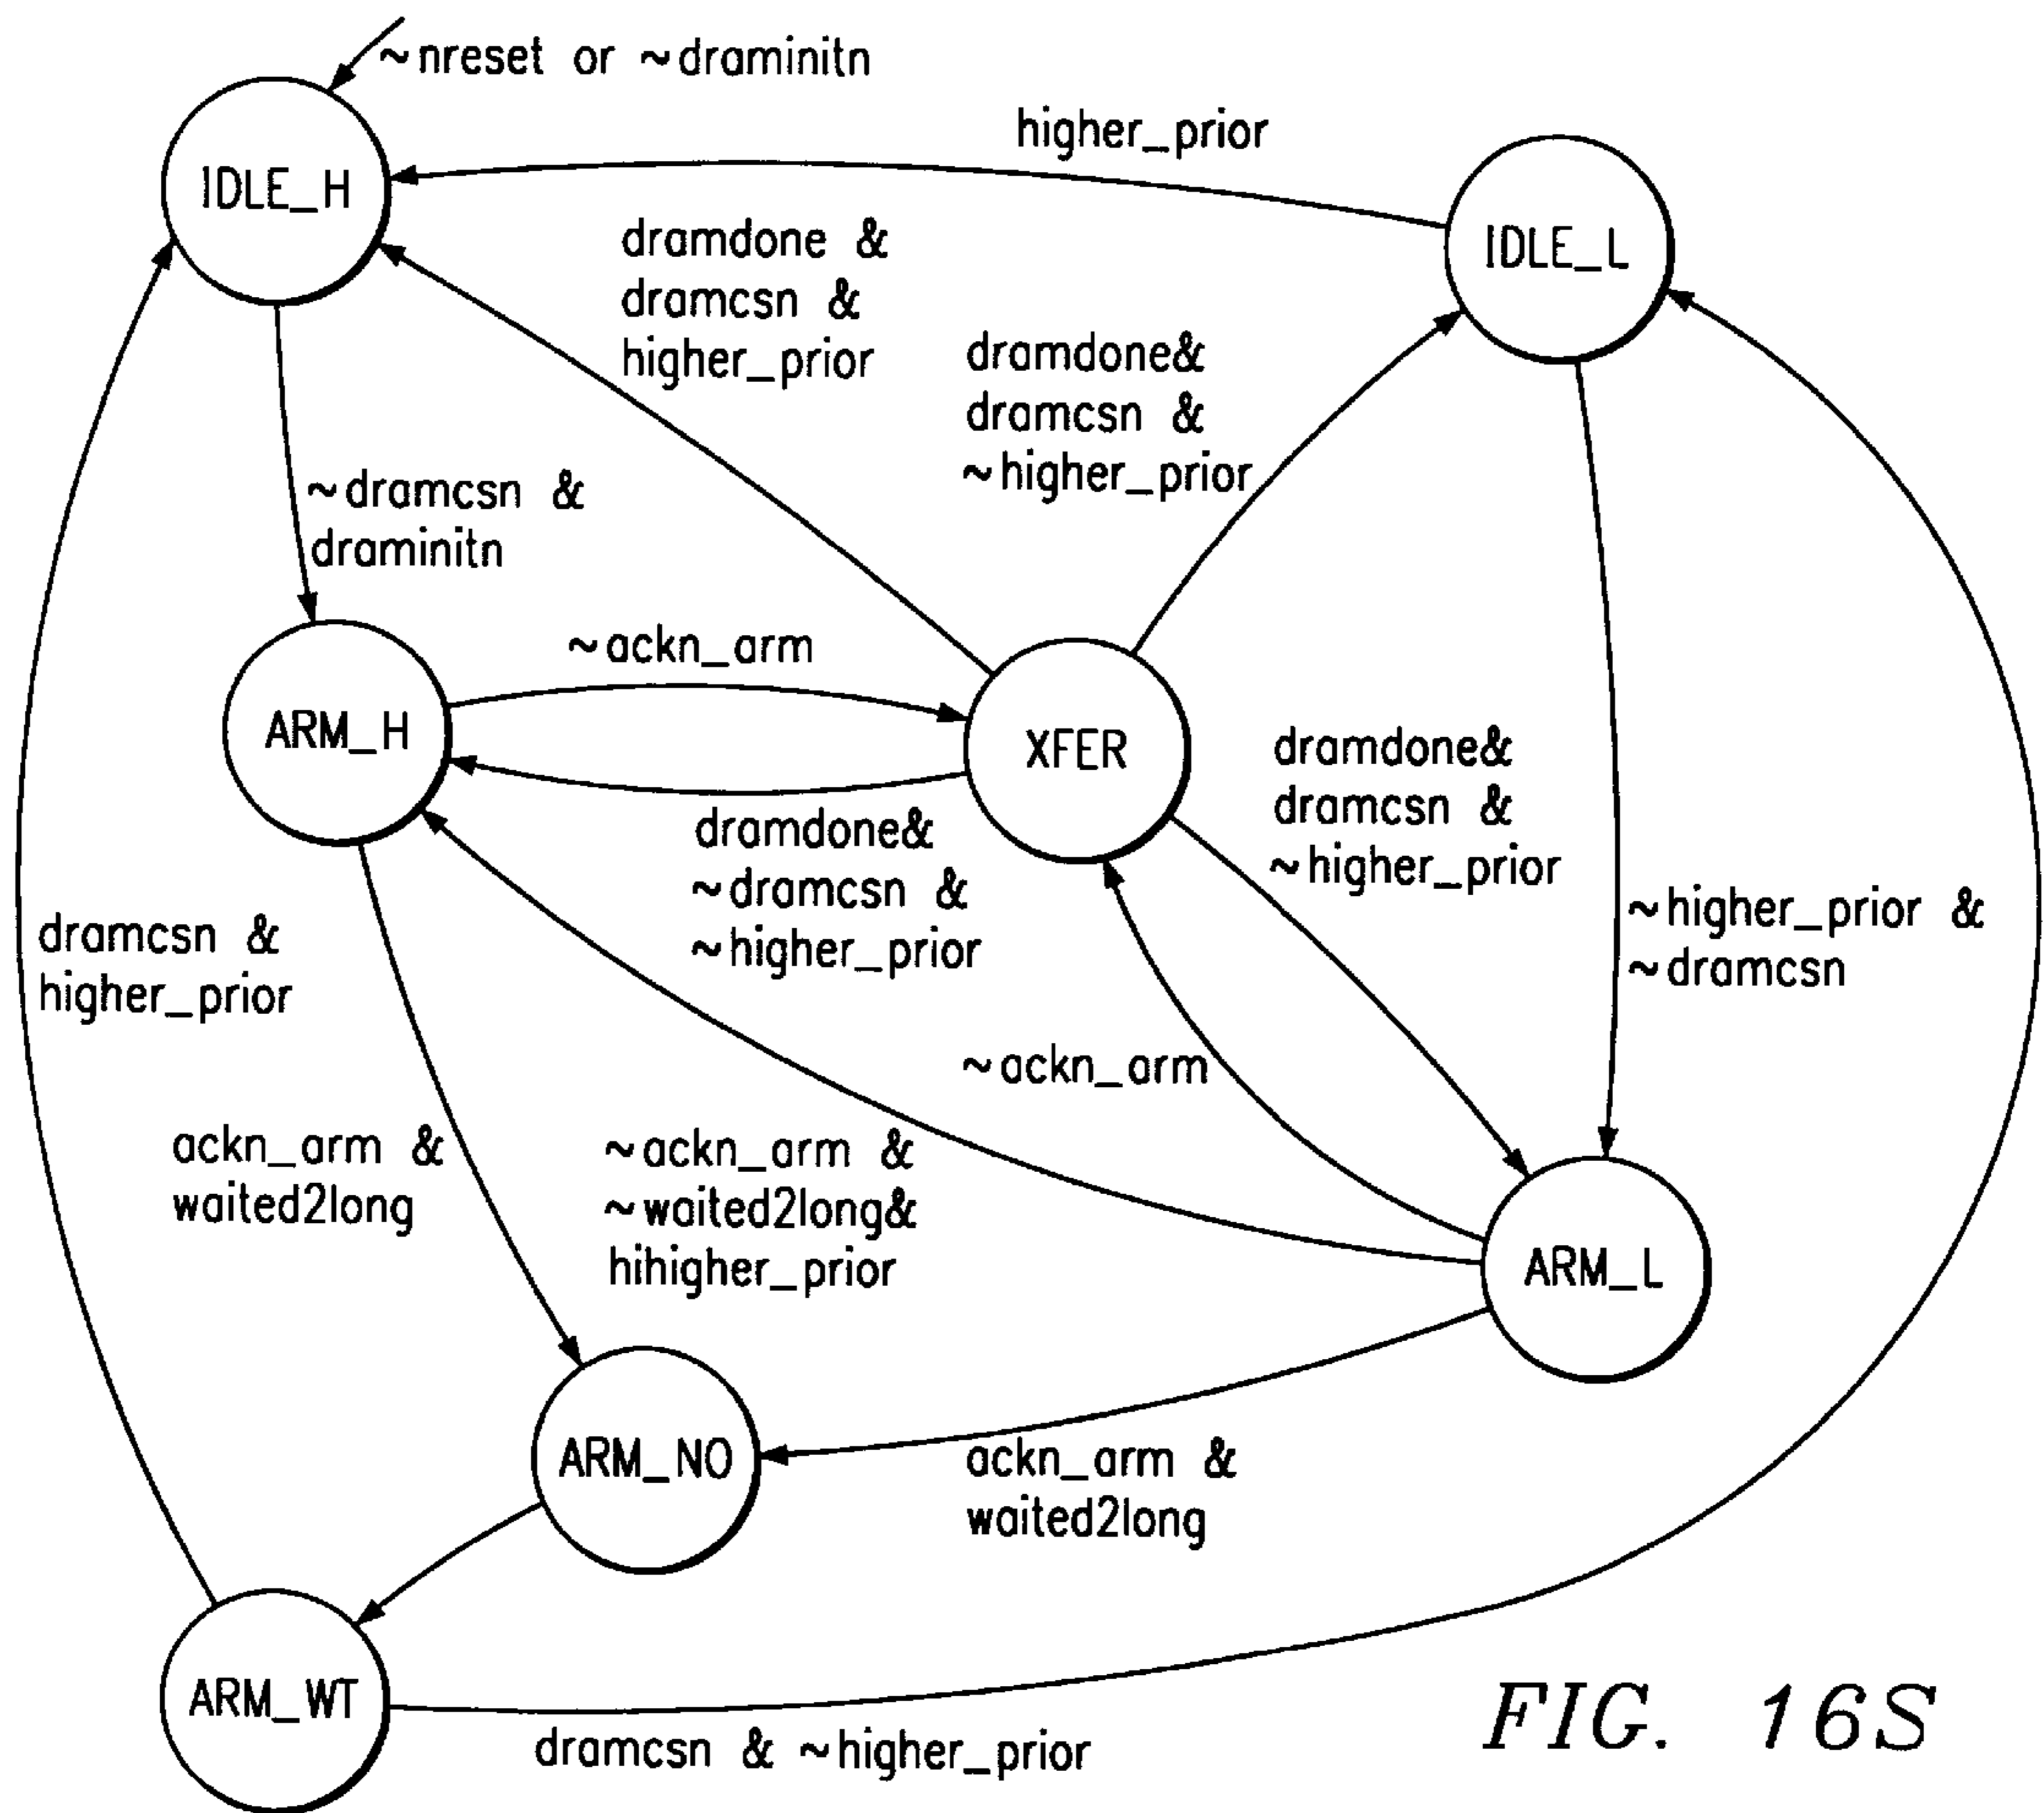 ~nreset or ~draminitn
higher_prior
IDLE_H
IDLE_L
dramdone &
dramcsn &
higher_prior
dramdone&
dramcsn &
~higher_prior
~dramcsn &
draminitn
~ackn_arm
ARM_H
XFER
dramdone&
dramcsn &
~higher_prior
dramdone&
~dramcsn &
~higher_prior
~higher_prior &
~dramcsn
dramcsn &
higher_prior
~ackn_arm
ackn_arm &
waited2long
~ackn_arm &
~waited2long&
hihigher_prior
ARM_L
ARM_NO
ackn_arm &
waited2long
ARM_WT
dramcsn & ~higher_prior
FIG. 16S